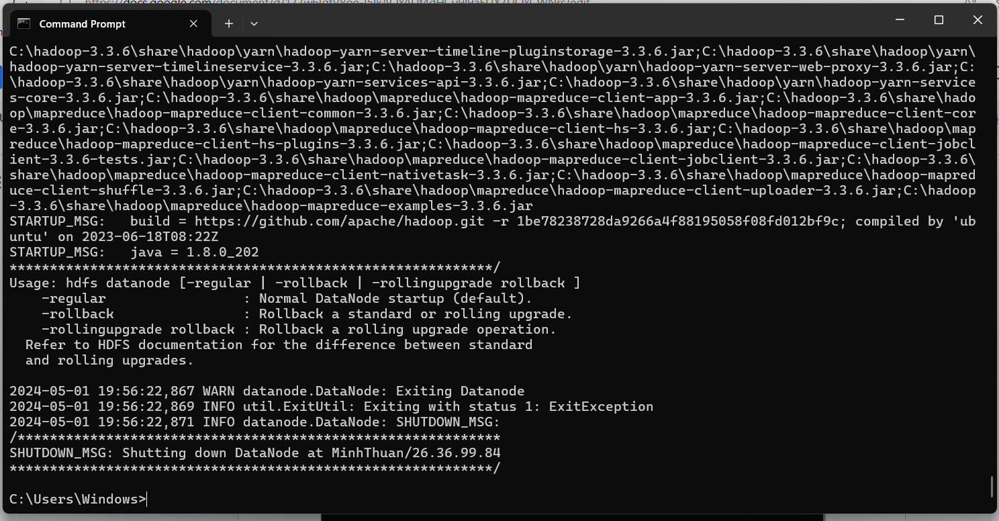 Command Prompt
C:\hadoop-3.3.6\share\hadoop\yarn\hadoop-yarn-server-timeline-pluginstorage-3.3.6.jar;C:\hadoop-3.3.6\share\hadoop\yarn\
hadoop-yarn-server-timelineservice-3.3.6.jar;C:\hadoop-3.3.6\share\hadoop\yarn\hadoop-yarn-server-web-proxy-3.3.6.jar;C:
\hadoop-3.3.6\share\hadoop\yarn\hadoop-yarn-services-api-3.3.6.jar;C:\hadoop-3.3.6\share\hadoop\yarn\hadoop-yarn-service
s-core-3.3.6.jar;C:\hadoop-3.3.6\share\hadoop\mapreduce\hadoop-mapreduce-client-app-3.3.6.jar;C:\hadoop-3.3.6\share\hado
op\mapreduce\hadoop-mapreduce-client-common-3.3.6.jar;C:\hadoop-3.3.6\share\hadoop\mapreduce\hadoop-mapreduce-client-cor
e-3.3.6.jar;C:\hadoop-3.3.6\share\hadoop\mapreduce\hadoop-mapreduce-client-hs-3.3.6.jar;C:\hadoop-3.3.6\share\hadoop\map
reduce\hadoop-mapreduce-client-hs-plugins-3.3.6.jar;C:\hadoop-3.3.6\share\hadoop\mapreduce\hadoop-mapreduce-client-jobcl
ient-3.3.6-tests.jar;C:\hadoop-3.3.6\share\hadoop\mapreduce\hadoop-mapreduce-client-jobclient-3.3.6.jar;C:\hadoop-3.3.6\
share\hadoop\mapreduce\hadoop-mapreduce-client-nativetask-3.3.6.jar;C:\hadoop-3.3.6\share\hadoop\mapreduce\hadoop-mapred
uce-client-shuffle-3.3.6.jar;C:\hadoop-3.3.6\share\hadoop\mapreduce\hadoop-mapreduce-client-uploader-3.3.6.jar;C:\hadoop
-3.3.6\share\hadoop\mapreduce\hadoop-mapreduce-examples-3.3.6.jar
STARTUP_MSG:   build = https://github.com/apache/hadoop.git -r 1be78238728da9266a4f88195058f08fd012bf9c; compiled by 'ub
untu' on 2023-06-18T08:22Z
STARTUP_MSG:   java = 1.8.0_202
************************************************************/
Usage: hdfs datanode [-regular | -rollback | -rollingupgrade rollback ]
    -regular                 : Normal DataNode startup (default).
    -rollback                : Rollback a standard or rolling upgrade.
    -rollingupgrade rollback : Rollback a rolling upgrade operation.
  Refer to HDFS documentation for the difference between standard
  and rolling upgrades.
2024-05-01 19:56:22,867 WARN datanode.DataNode: Exiting Datanode
2024-05-01 19:56:22,869 INFO util.ExitUtil: Exiting with status 1: ExitException
2024-05-01 19:56:22,871 INFO datanode.DataNode: SHUTDOWN_MSG:
/************************************************************
SHUTDOWN_MSG: Shutting down DataNode at MinhThuan/26.36.99.84
************************************************************/
C:\Users\Windows>